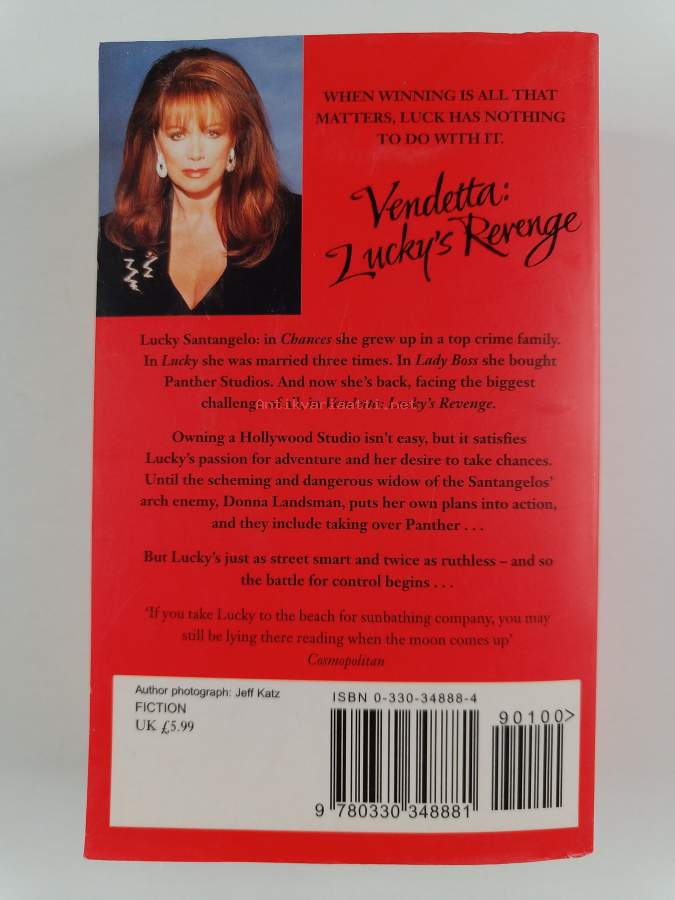 WHEN WINNING IS ALL THAT
MATTERS, LUCK HAS NOTHING
TO DO WITH IT.
Vendetta:
Lucky's Revenge
Lucky Santangelo: in Chances she grew up in a top crime family.
In Lucky she was married three times. In Lady Boss she bought
Panther Studios. And now she's back, facing the biggest
challenge of all in Vendetta: Lucky's Revenge.
Owning a Hollywood Studio isn't easy, but it satisfies
Lucky's passion for adventure and her desire to take chances.
Until the scheming and dangerous widow of the Santangelos'
arch enemy, Donna Landsman, puts her own plans into action,
and they include taking over Panther . . .
But Lucky's just as street smart and twice as ruthless – and so
the battle for control begins . . .
'If you take Lucky to the beach for sunbathing company, you may
still be lying there reading when the moon comes up'
Cosmopolitan
Author photograph: Jeff Katz
FICTION
UK £5.99
ISBN 0-330-34888-4
90100>
9 780330 348881